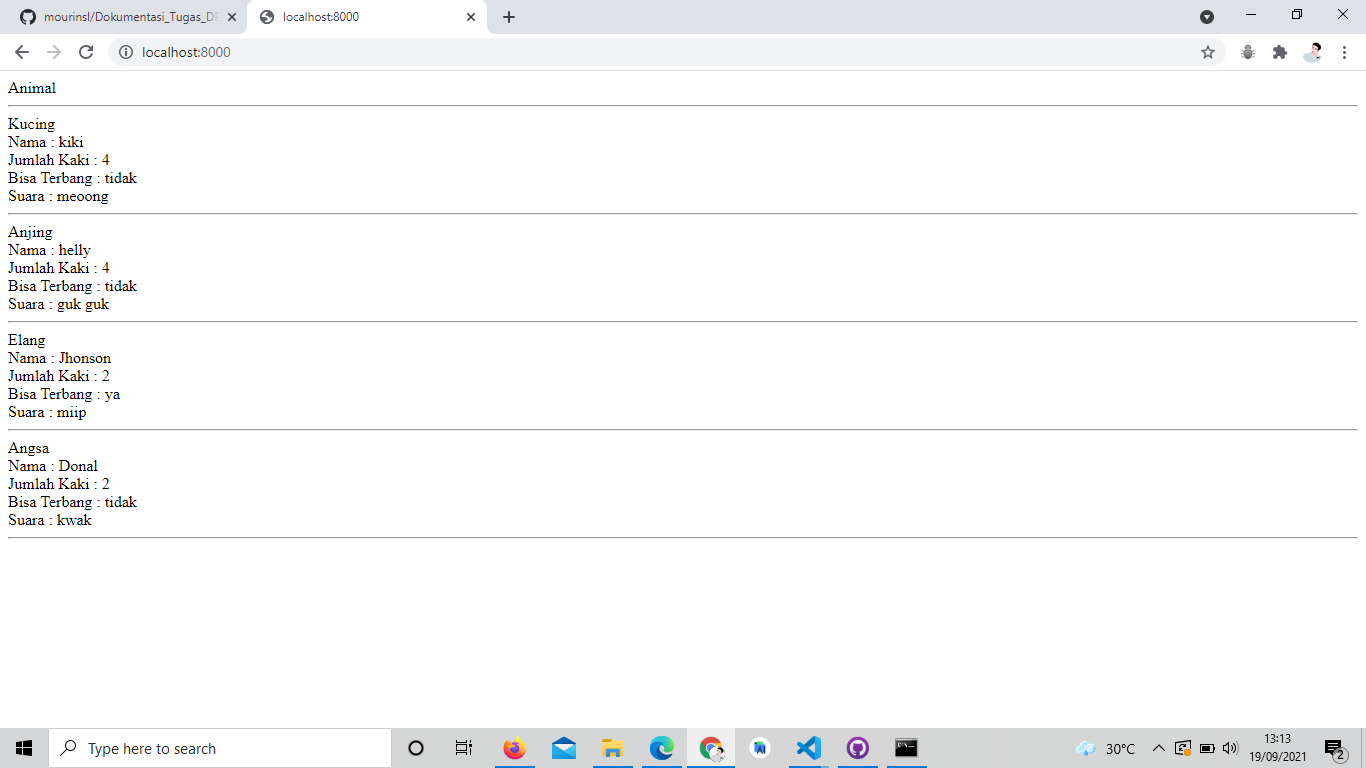 mourinsl/Dokumentasi_Tugas_DP
localhost:8000
localhost:8000
Animal
Kucing
Nama : kiki
Jumlah Kaki : 4
Bisa Terbang : tidak
Suara : meoong
Anjing
Nama : helly
Jumlah Kaki : 4
Bisa Terbang : tidak
Suara : guk guk
Elang
Nama : Jhonson
Jumlah Kaki : 2
Bisa Terbang : ya
Suara : miip
Angsa
Nama : Donal
Jumlah Kaki : 2
Bisa Terbang : tidak
Suara : kwak
Type here to search
30°C
13:13
19/09/2021
2